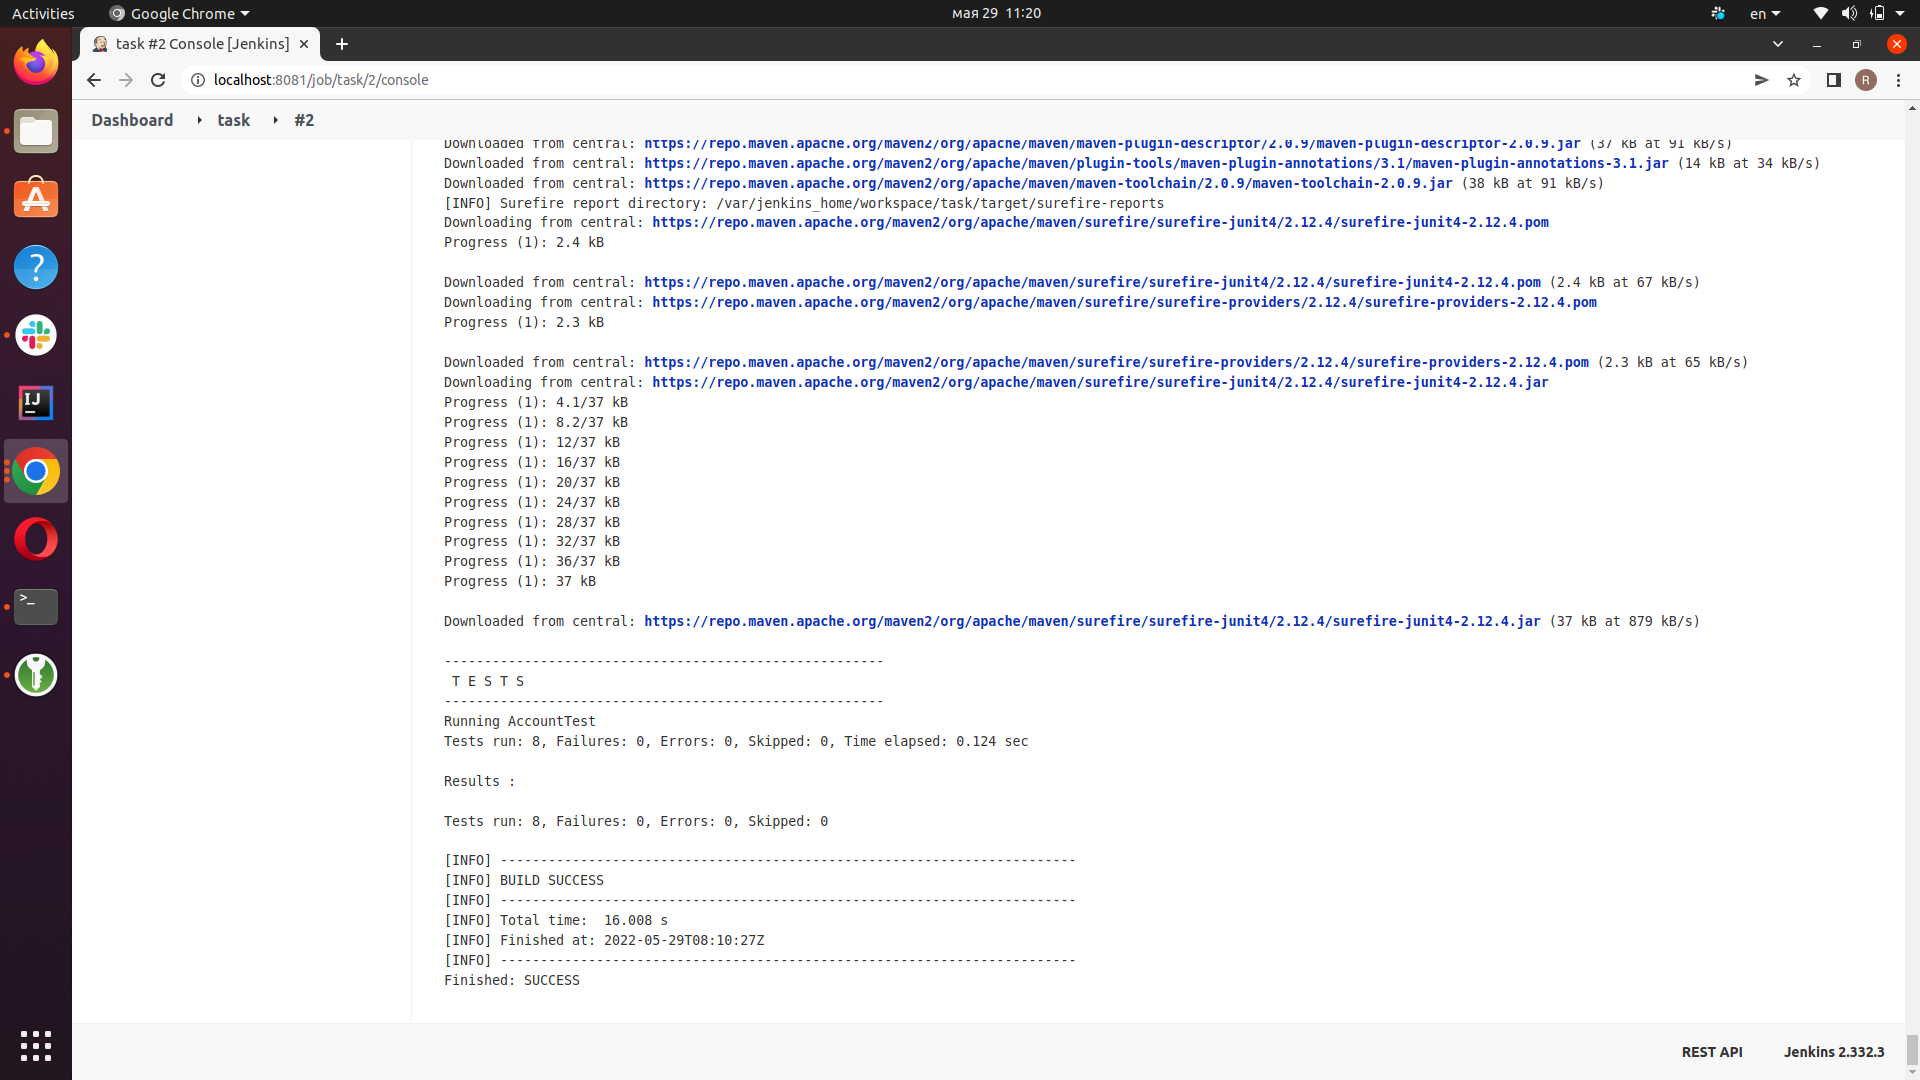 Activities
Google Chrome
мая 29 11:20
en
task #2 Console [Jenkins]
localhost:8081/job/task/2/console
R
Dashboard
task
#2
Downloaded from central: https://repo.maven.apache.org/maven2/org/apache/maven/maven-plugin-descriptor/2.0.9/maven-plugin-descriptor-2.0.9.jar (37 kB at 91 kB/s)
Downloaded from central: https://repo.maven.apache.org/maven2/org/apache/maven/plugin-tools/maven-plugin-annotations/3.1/maven-plugin-annotations-3.1.jar (14 kB at 34 kB/s)
Downloaded from central: https://repo.maven.apache.org/maven2/org/apache/maven/maven-toolchain/2.0.9/maven-toolchain-2.0.9.jar (38 kB at 91 kB/s)
[INFO] Surefire report directory: /var/jenkins_home/workspace/task/target/surefire-reports
Downloading from central: https://repo.maven.apache.org/maven2/org/apache/maven/surefire/surefire-junit4/2.12.4/surefire-junit4-2.12.4.pom
Progress (1): 2.4 kB
Downloaded from central: https://repo.maven.apache.org/maven2/org/apache/maven/surefire/surefire-junit4/2.12.4/surefire-junit4-2.12.4.pom (2.4 kB at 67 kB/s)
Downloading from central: https://repo.maven.apache.org/maven2/org/apache/maven/surefire/surefire-providers/2.12.4/surefire-providers-2.12.4.pom
Progress (1): 2.3 kB
Downloaded from central: https://repo.maven.apache.org/maven2/org/apache/maven/surefire/surefire-providers/2.12.4/surefire-providers-2.12.4.pom (2.3 kB at 65 kB/s)
Downloading from central: https://repo.maven.apache.org/maven2/org/apache/maven/surefire/surefire-junit4/2.12.4/surefire-junit4-2.12.4.jar
Progress (1): 4.1/37 kB
Progress (1): 8.2/37 kB
Progress (1): 12/37 kB
Progress (1): 16/37 kB
Progress (1): 20/37 kB
Progress (1): 24/37 kB
Progress (1): 28/37 kB
Progress (1): 32/37 kB
Progress (1): 36/37 kB
Progress (1): 37 kB
Downloaded from central: https://repo.maven.apache.org/maven2/org/apache/maven/surefire/surefire-junit4/2.12.4/surefire-junit4-2.12.4.jar (37 kB at 879 kB/s)
-------------------------------------------------------
T E S T S
-------------------------------------------------------
Running AccountTest
Tests run: 8, Failures: 0, Errors: 0, Skipped: 0, Time elapsed: 0.124 sec
Results :
Tests run: 8, Failures: 0, Errors: 0, Skipped: 0
[INFO] ------------------------------------------------------------------------
[INFO] BUILD SUCCESS
[INFO] ------------------------------------------------------------------------
[INFO] Total time:  16.008 s
[INFO] Finished at: 2022-05-29T08:10:27Z
[INFO] ------------------------------------------------------------------------
Finished: SUCCESS
REST API
Jenkins 2.332.3